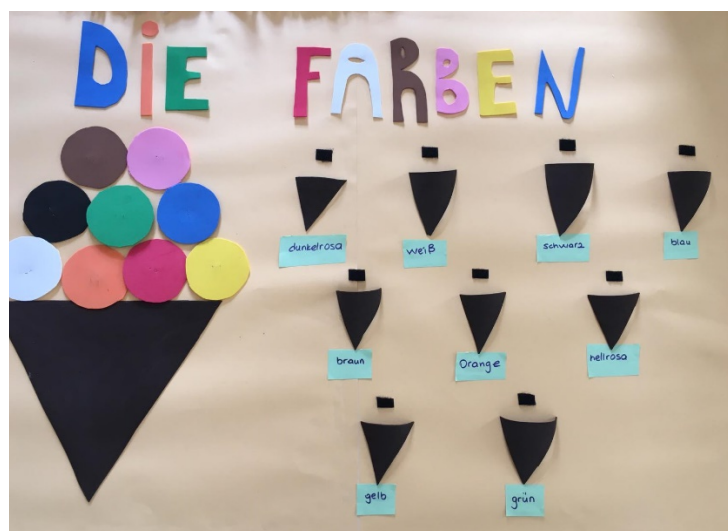 DiE FARBEN
dunkelrosa weiß schwarz blau
braun Orange hellrosa
gelb grün